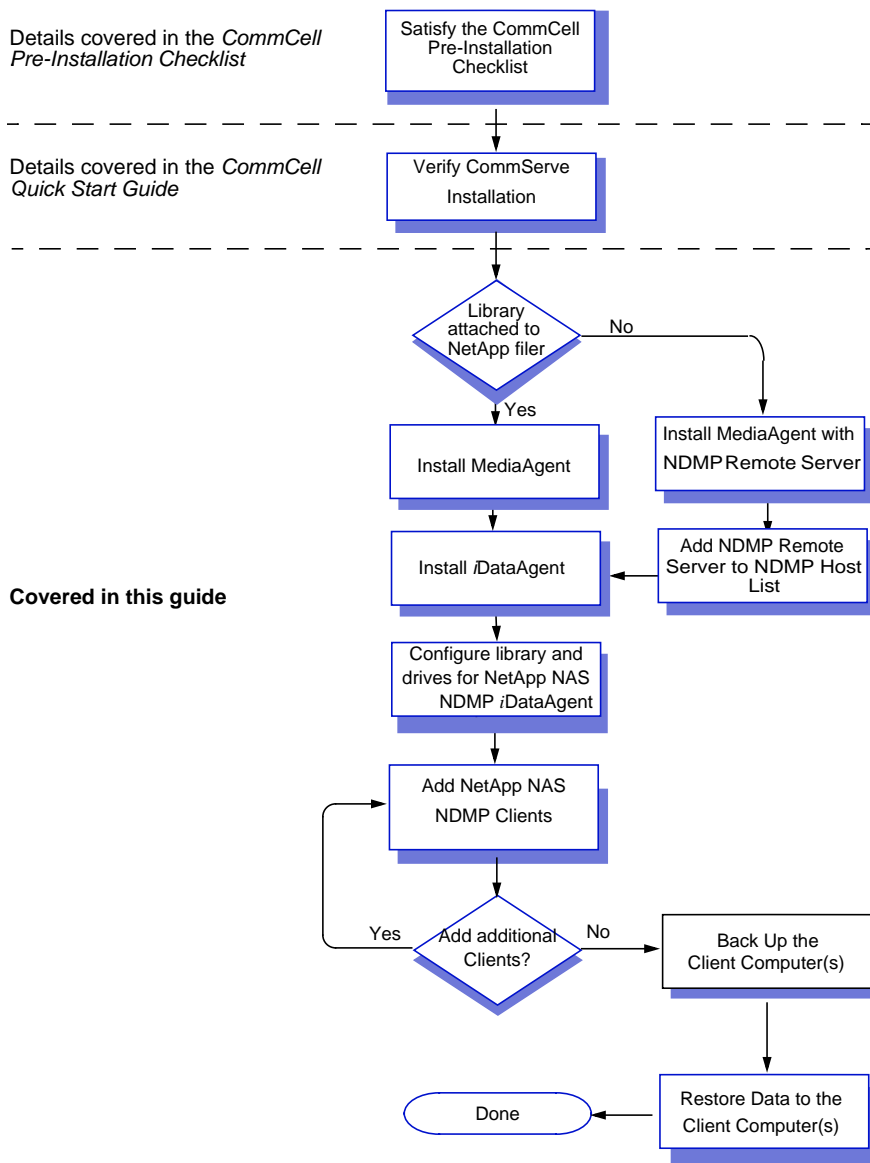 Details covered in the CommCell
Pre-Installation Checklist
Satisfy the CommCell
Pre-Installation
Checklist
Details covered in the CommCell
Quick Start Guide
Verify CommServe
Installation
Library
attached to
NetApp filer
No
Yes
Install MediaAgent
Install MediaAgent with
NDMP Remote Server
Install iDataAgent
Add NDMP Remote
Server to NDMP Host
List
Covered in this guide
Configure library and
drives for NetApp NAS
NDMP iDataAgent
Add NetApp NAS
NDMP Clients
Yes
Add additional
Clients?
No
Back Up the
Client Computer(s)
Restore Data to the
Client Computer(s)
Done